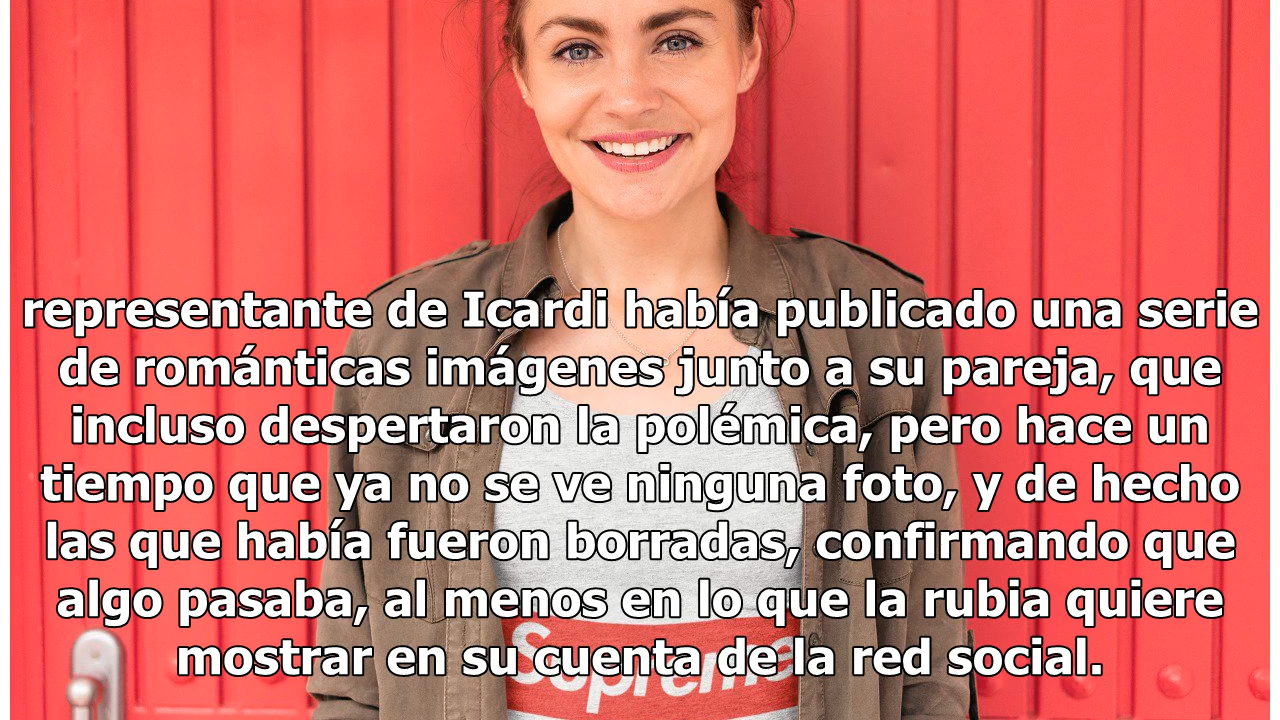 representante de Icardi había publicado una serie
de románticas imágenes junto a su pareja, que
incluso despertaron la polémica, pero hace un
tiempo que ya no se ve ninguna foto, y de hecho
las que había fueron borradas, confirmando que
algo pasaba, al menos en lo que la rubia quiere
mostrar en su cuenta de la red social.
Supreme